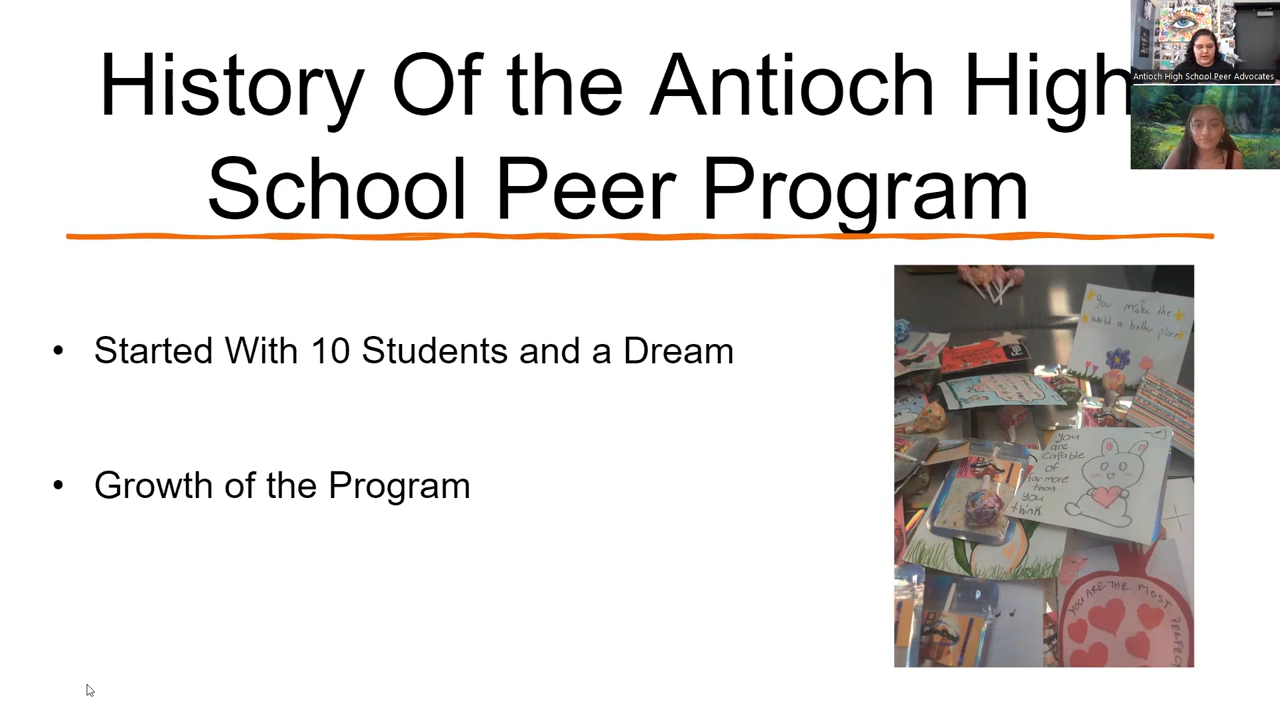 History Of the Antioch High
School Peer Program
Antioch High School Peer Advocates
• Started With 10 Students and a Dream
• Growth of the Program
You make the
world a better place
You
are
capable
of
far more
than
you
think
YOU ARE THE MOST
PERFECT